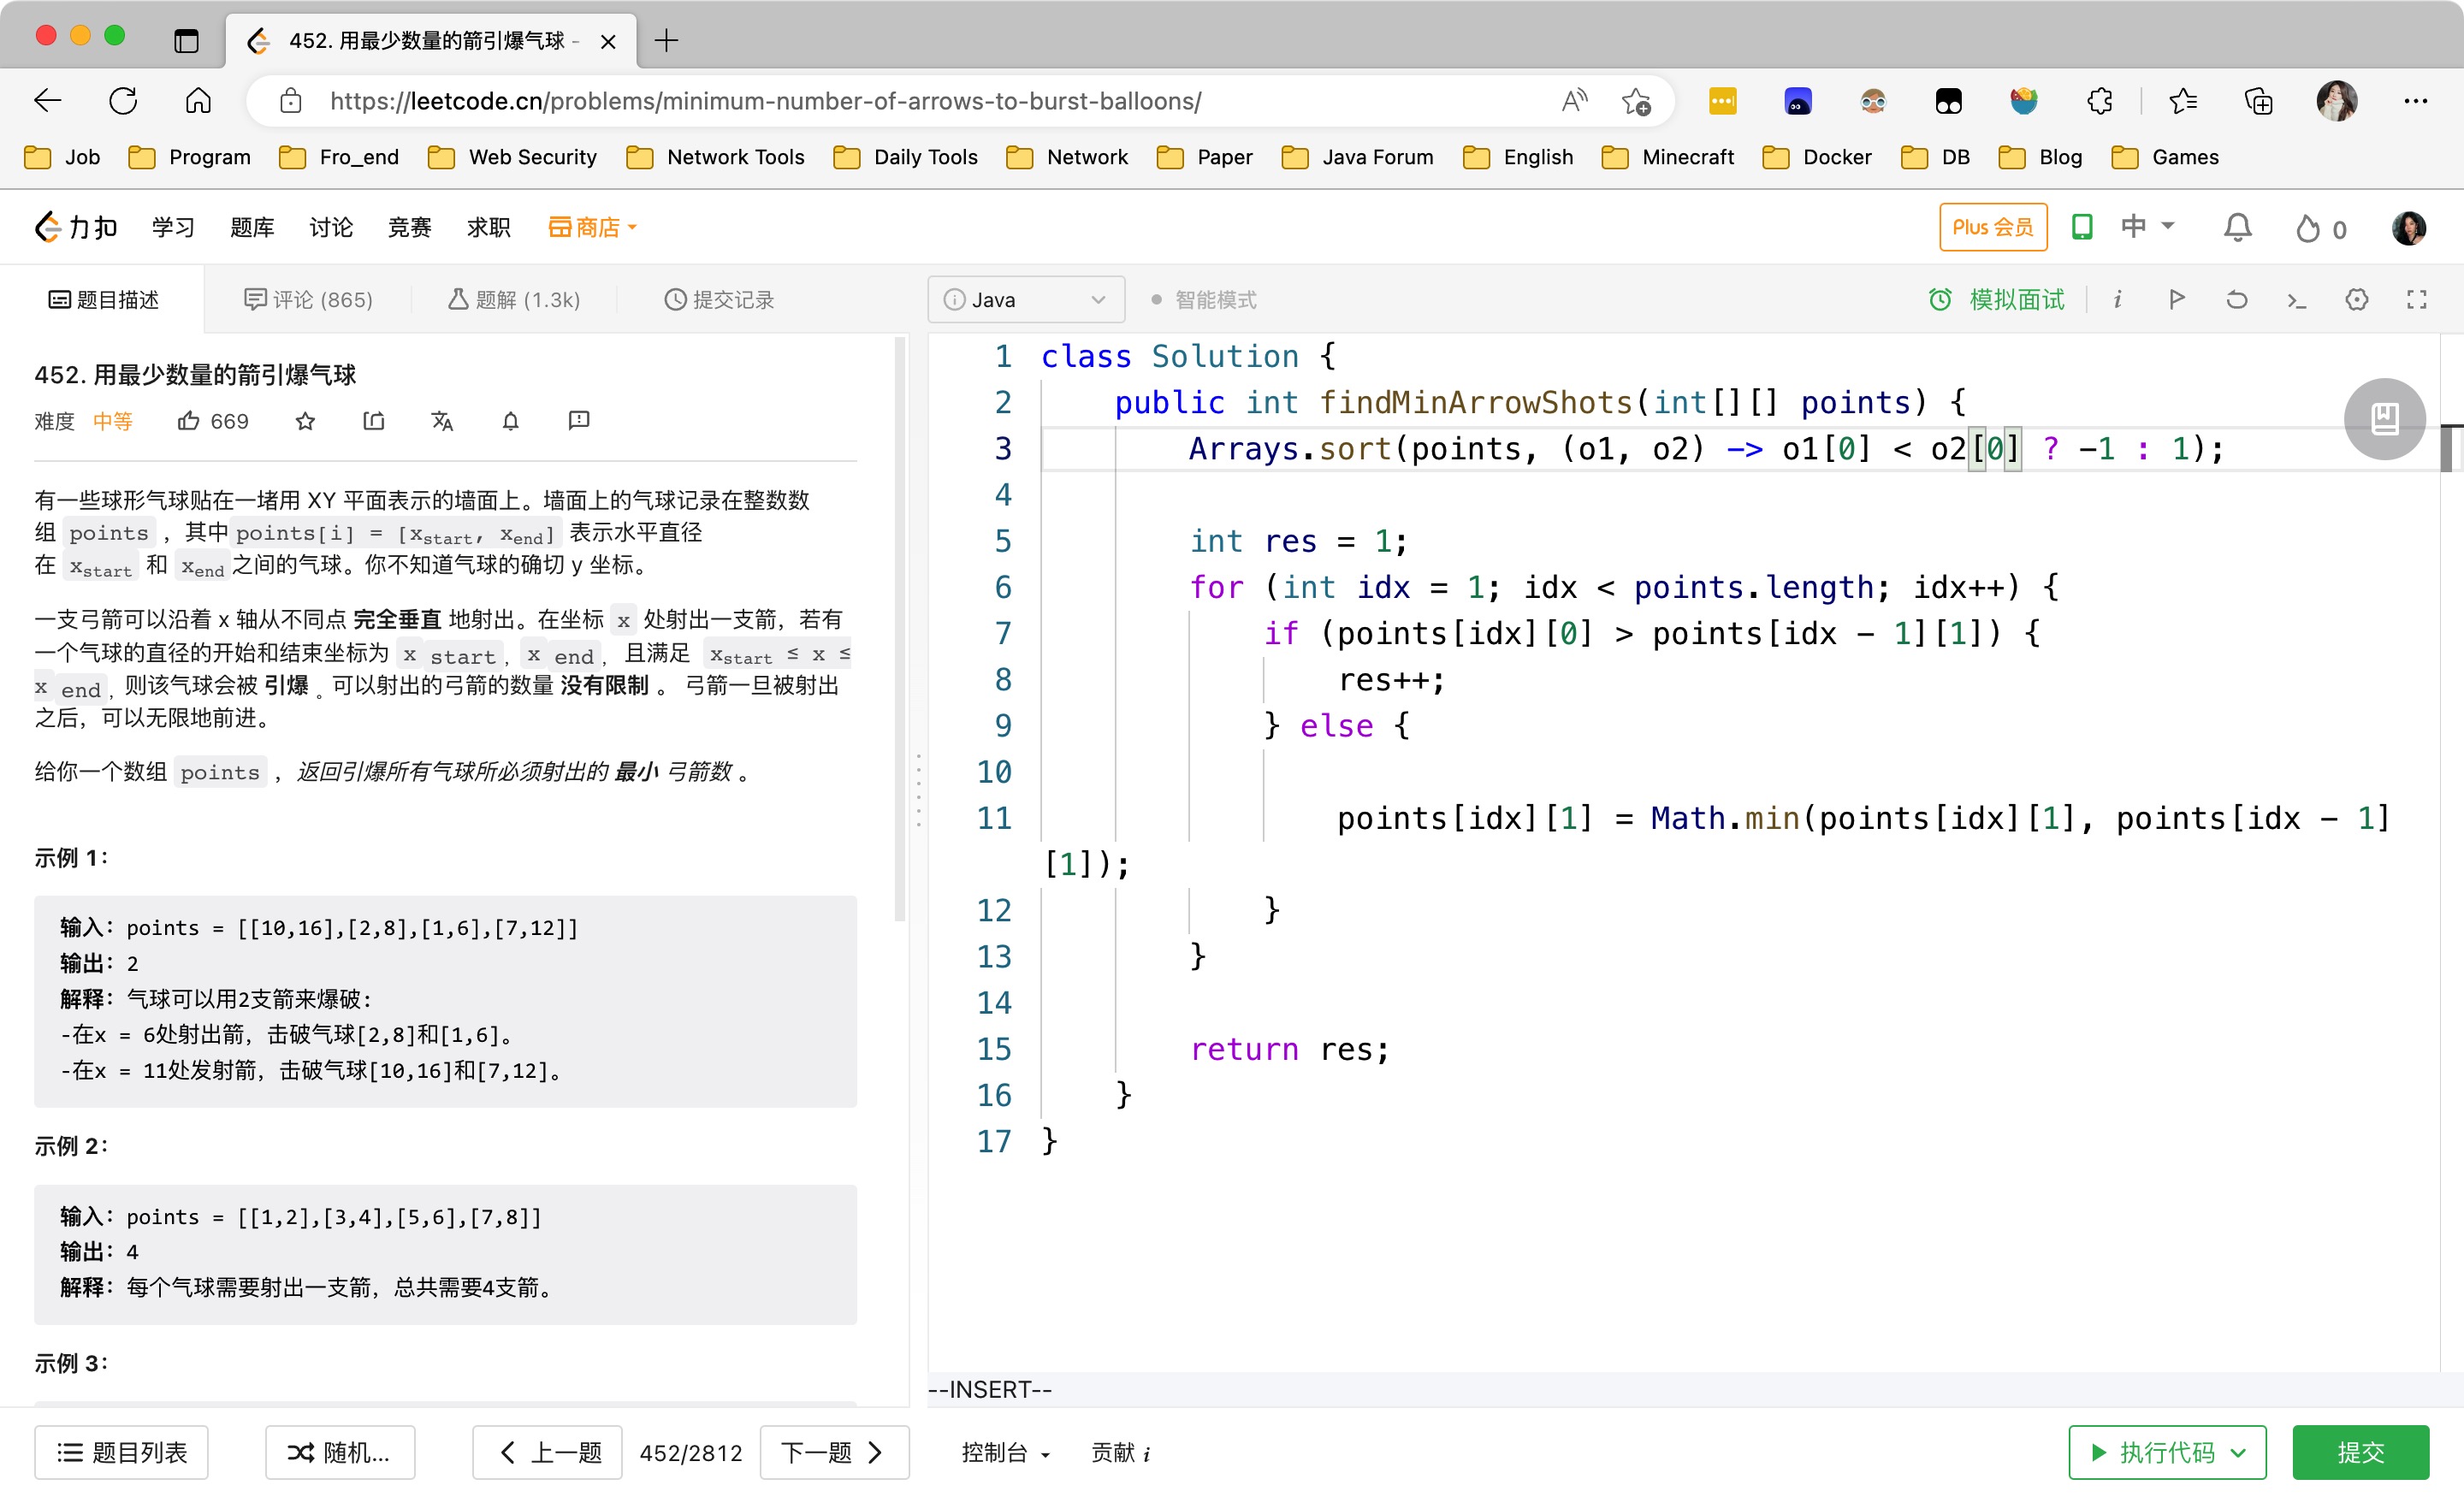 452. 用最少数量的箭引爆气球 -
https://leetcode.cn/problems/minimum-number-of-arrows-to-burst-balloons/
Job Program Fro_end Web Security Network Tools Daily Tools Network Paper Java Forum English Minecraft Docker DB Blog Games
力扣 学习 题库 讨论 竞赛 求职 商店 Plus 会员 中 0
题目描述 评论 (865) 题解 (1.3k) 提交记录
Java 智能模式 模拟面试
452. 用最少数量的箭引爆气球
难度 中等 669
有一些球形气球贴在一堵用 XY 平面表示的墙面上。墙面上的气球记录在整数数
组 points ，其中points[i] = [xstart, xend] 表示水平直径
在 xstart 和 xend之间的气球。你不知道气球的确切 y 坐标。
一支弓箭可以沿着 x 轴从不同点 完全垂直 地射出。在坐标 x 处射出一支箭，若有
一个气球的直径的开始和结束坐标为 x start，x end， 且满足 xstart ≤ x ≤
x end，则该气球会被 引爆 。可以射出的弓箭的数量 没有限制 。 弓箭一旦被射出
之后，可以无限地前进。
给你一个数组 points ，返回引爆所有气球所必须射出的 最小 弓箭数 。
示例 1：
输入：points = [[10,16],[2,8],[1,6],[7,12]]
输出：2
解释：气球可以用2支箭来爆破:
-在x = 6处射出箭，击破气球[2,8]和[1,6]。
-在x = 11处发射箭，击破气球[10,16]和[7,12]。
示例 2：
输入：points = [[1,2],[3,4],[5,6],[7,8]]
输出：4
解释：每个气球需要射出一支箭，总共需要4支箭。
示例 3：
题目列表 随机... 上一题 452/2812 下一题
1 class Solution {
2 public int findMinArrowShots(int[][] points) {
3 Arrays.sort(points, (o1, o2) -> o1[0] < o2[0] ? -1 : 1);
4
5 int res = 1;
6 for (int idx = 1; idx < points.length; idx++) {
7 if (points[idx][0] > points[idx - 1][1]) {
8 res++;
9 } else {
10
11 points[idx][1] = Math.min(points[idx][1], points[idx - 1]
[1]);
12 }
13 }
14
15 return res;
16 }
17 }
--INSERT--
控制台 贡献 i 执行代码 提交